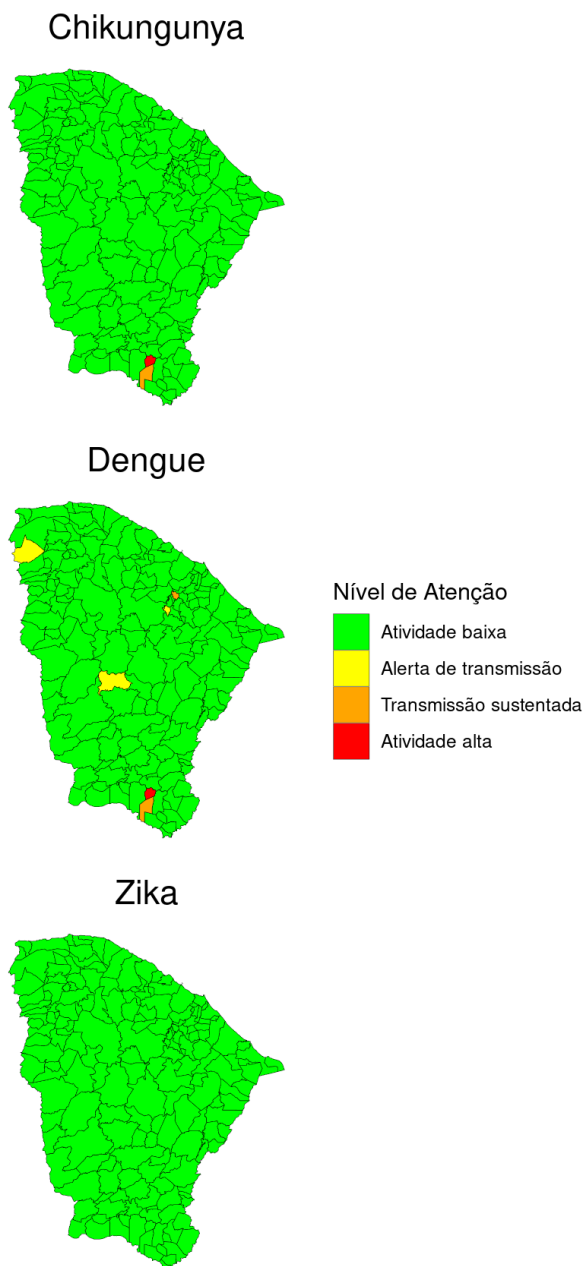 Chikungunya
Dengue
Nível de Atenção
Atividade baixa
Alerta de transmissão
Transmissão sustentada
Atividade alta
Zika